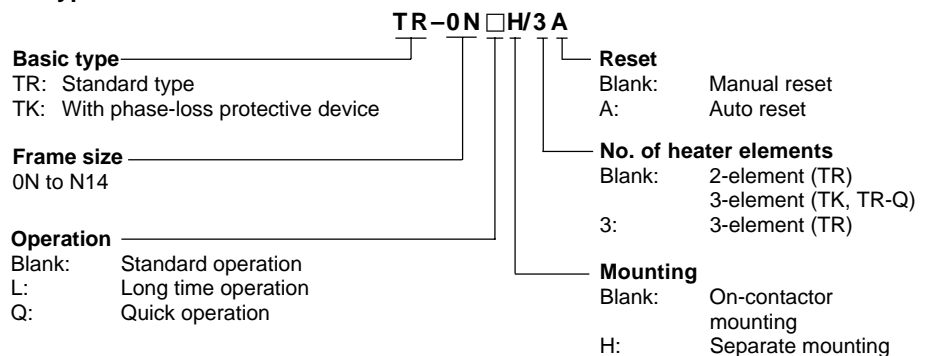 TR–0N□H/3A
Basic type
TR: Standard type
TK: With phase-loss protective device
Frame size
0N to N14
Operation
Blank: Standard operation
L: Long time operation
Q: Quick operation
Reset
Blank: Manual reset
A: Auto reset
No. of heater elements
Blank: 2-element (TR)
3-element (TK, TR-Q)
3: 3-element (TR)
Mounting
Blank: On-contactor
mounting
H: Separate mounting